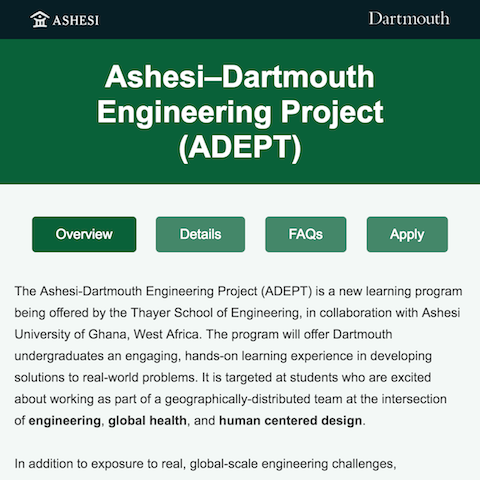 ASHESI
Dartmouth
Ashesi–Dartmouth
Engineering Project
(ADEPT)
Overview
Details
FAQs
Apply
The Ashesi-Dartmouth Engineering Project (ADEPT) is a new learning program
being offered by the Thayer School of Engineering, in collaboration with Ashesi
University of Ghana, West Africa. The program will offer Dartmouth
undergraduates an engaging, hands-on learning experience in developing
solutions to real-world problems. It is targeted at students who are excited
about working as part of a geographically-distributed team at the intersection
of engineering, global health, and human centered design.
In addition to exposure to real, global-scale engineering challenges,